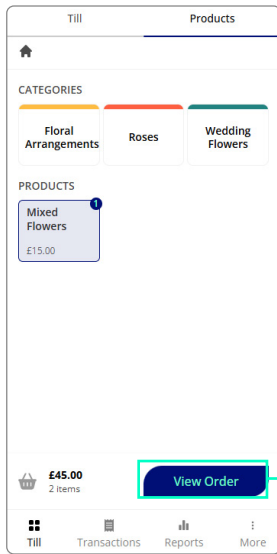 Till
Products
CATEGORIES
Floral
Arrangements
Roses
Wedding
Flowers
PRODUCTS
1
Mixed
Flowers
£15.00
£45.00
2 items
View Order
Till
Transactions
Reports
More